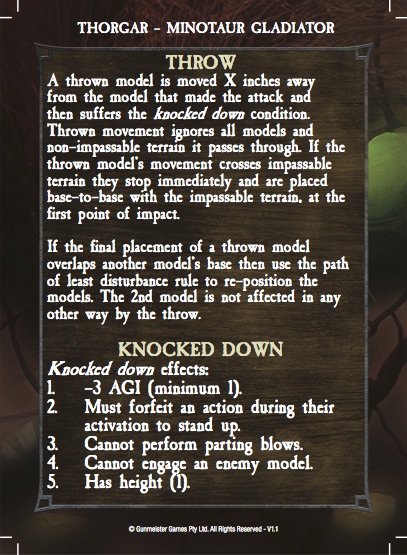 THORGAR – MINOTAUR GLADIATOR
THROW
A thrown model is moved X inches away
from the model that made the attack and
then suffers the knocked down condition.
Thrown movement ignores all models and
non-impassable terrain it passes through. If the
thrown model's movement crosses impassable
terrain they stop immediately and are placed
base-to-base with the impassable terrain, at the
first point of impact.
If the final placement of a thrown model
overlaps another model's base then use the path
of least disturbance rule to re-position the
models. The 2nd model is not affected in any
other way by the throw.
KNOCKED DOWN
Knocked down effects:
1. -3 AGI (minimum 1).
2. Must forfeit an action during their
activation to stand up.
3. Cannot perform parting blows.
4. Cannot engage an enemy model.
5. Has height (1).
© Gunmeister Games Pty Ltd. All Rights Reserved - V1.1